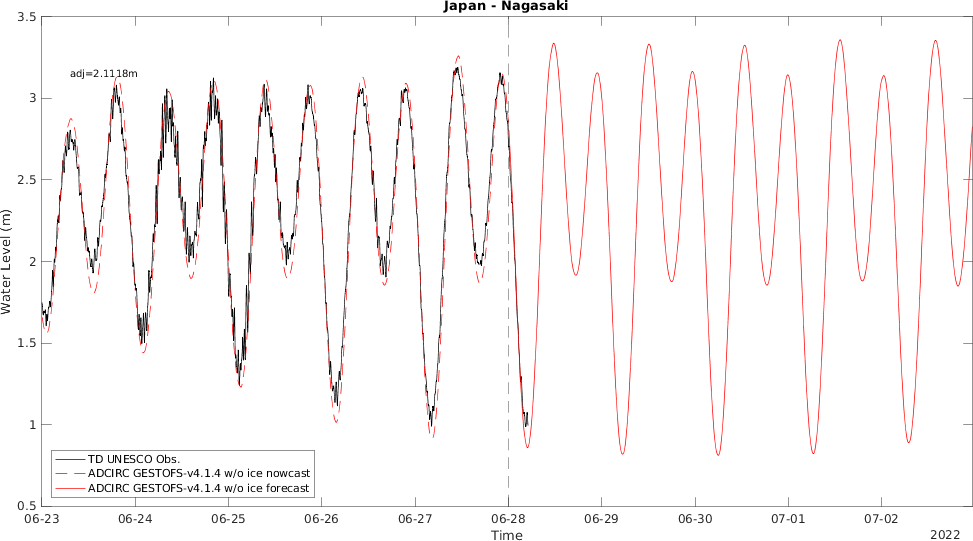 Japan - Nagasaki
3.5
3
2.5
2
1.5
1
0.5
Water Level (m)
adj=2.1118m
TD UNESCO Obs.
ADCIRC GESTOFS-v4.1.4 w/o ice nowcast
ADCIRC GESTOFS-v4.1.4 w/o ice forecast
06-23 06-24 06-25 06-26 06-27 06-28 06-29 06-30 07-01 07-02
Time
2022